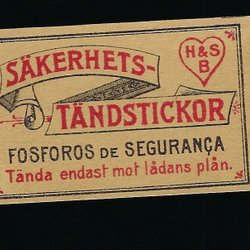 SÄKERHETS-
H&S
B
TÄNDSTICKOR
FOSFOROS DE SEGURANÇA
Tända endast mot lådans plån.